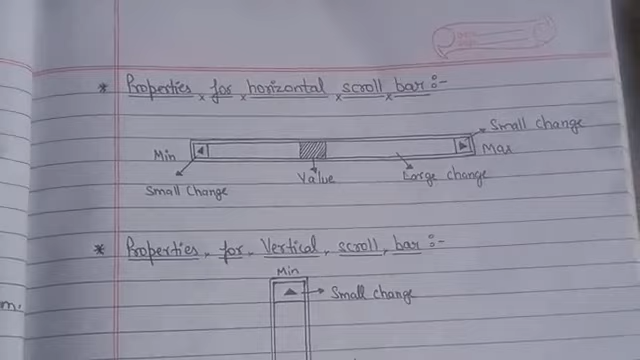 * Properties for horizontal scroll bar :-
Small change
Min
Max
Small Change
Value
Large change
* Properties for Vertical scroll bar :-
Min
Small change
m.